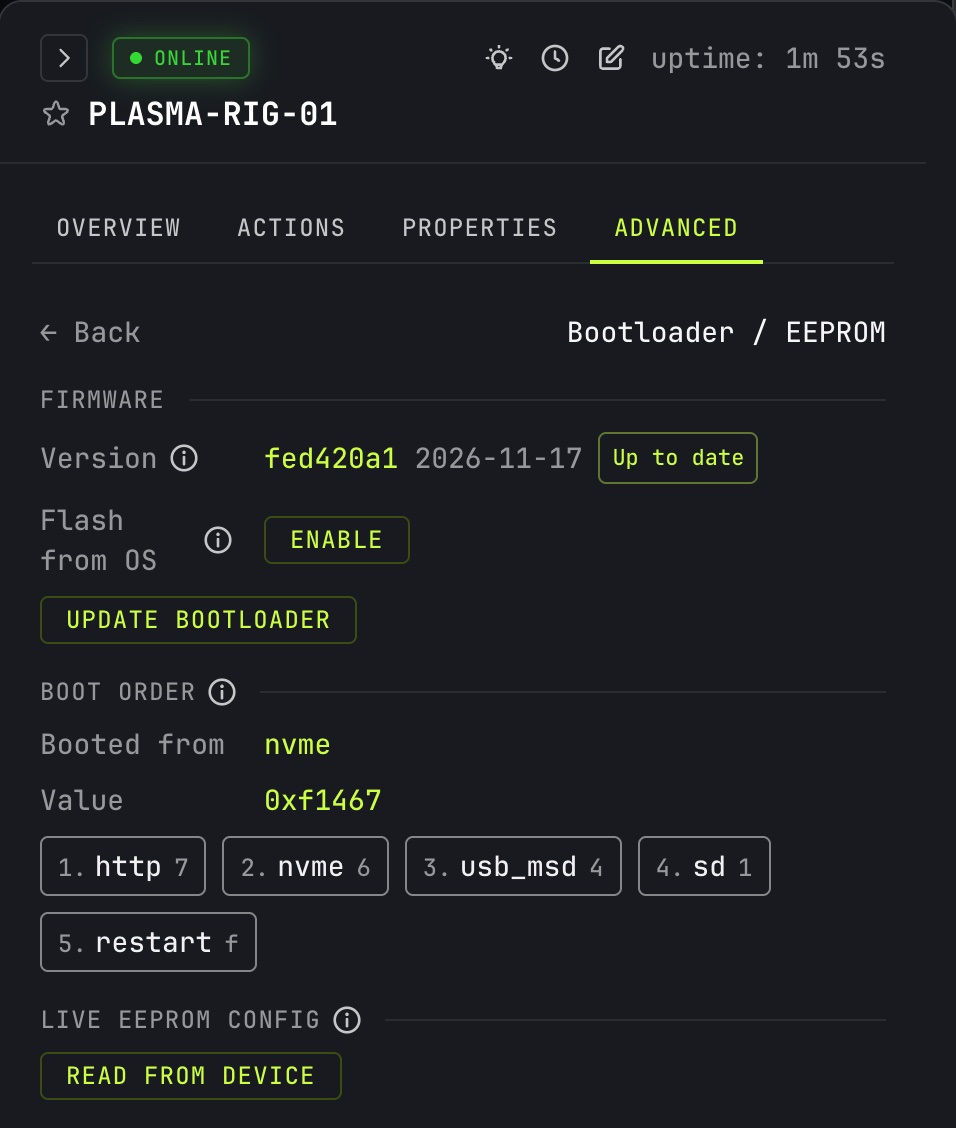 ONLINE uptime: 1m 53s
PLASMA-RIG-01
OVERVIEW ACTIONS PROPERTIES ADVANCED
← Back Bootloader / EEPROM
FIRMWARE
Version fed420a1 2026-11-17 Up to date
Flash
from OS ENABLE
UPDATE BOOTLOADER
BOOT ORDER
Booted from nvme
Value 0xf1467
1. http 7 2. nvme 6 3. usb_msd 4 4. sd 1
5. restart f
LIVE EEPROM CONFIG
READ FROM DEVICE